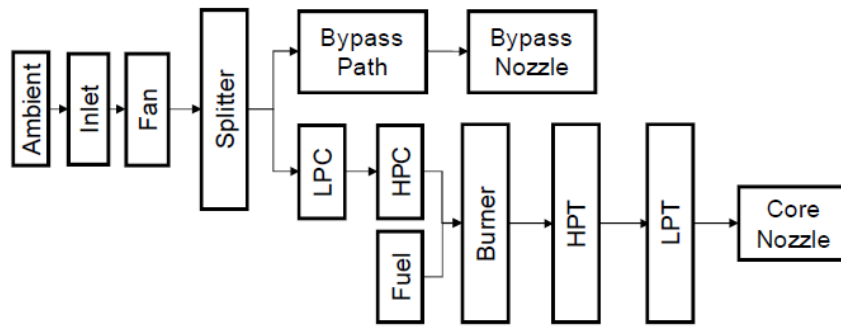 Ambient
Inlet
Fan
Splitter
Bypass
Path
Bypass
Nozzle
LPC
HPC
Fuel
Burner
HPT
LPT
Core
Nozzle